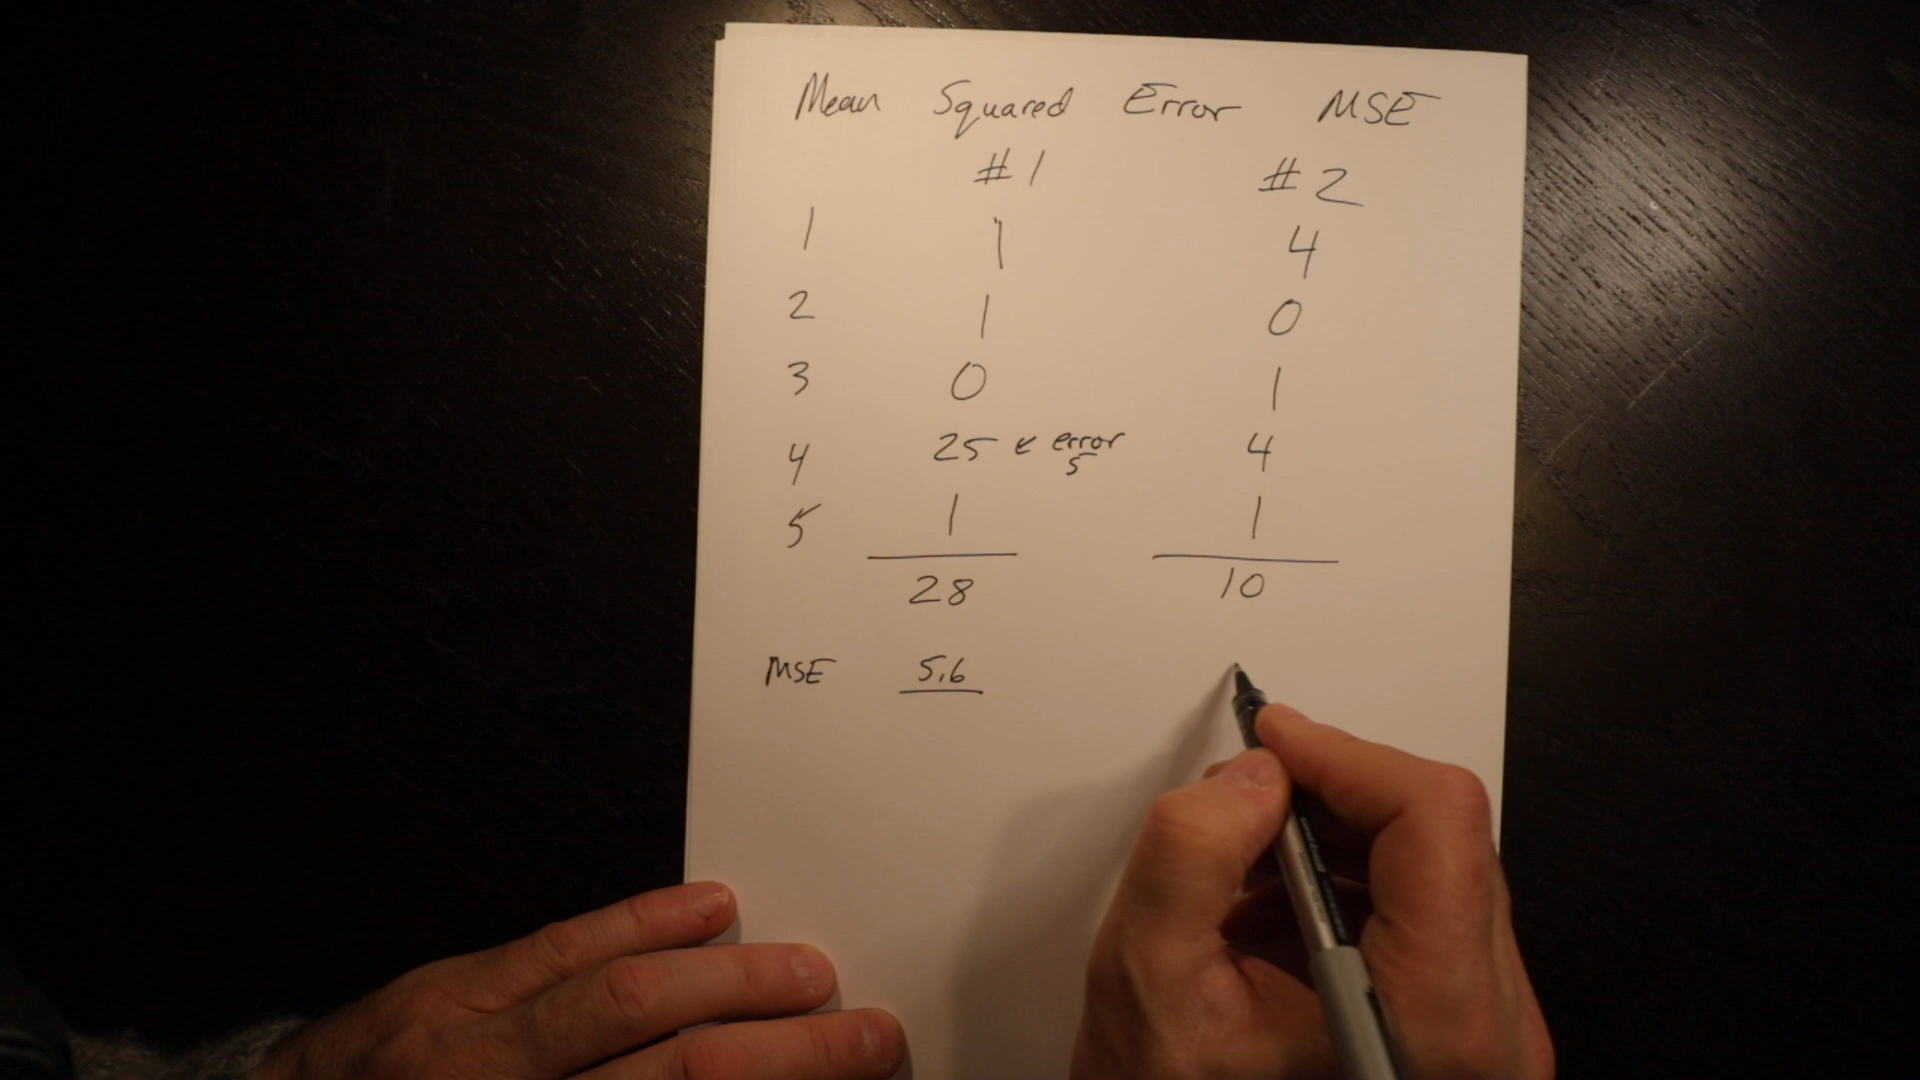 Mean Squared Error MSE
#1 #2
1 1 4
2 1 0
3 0 1
4 25 ← error 5 4
5 1 1
28 10
MSE 5.6